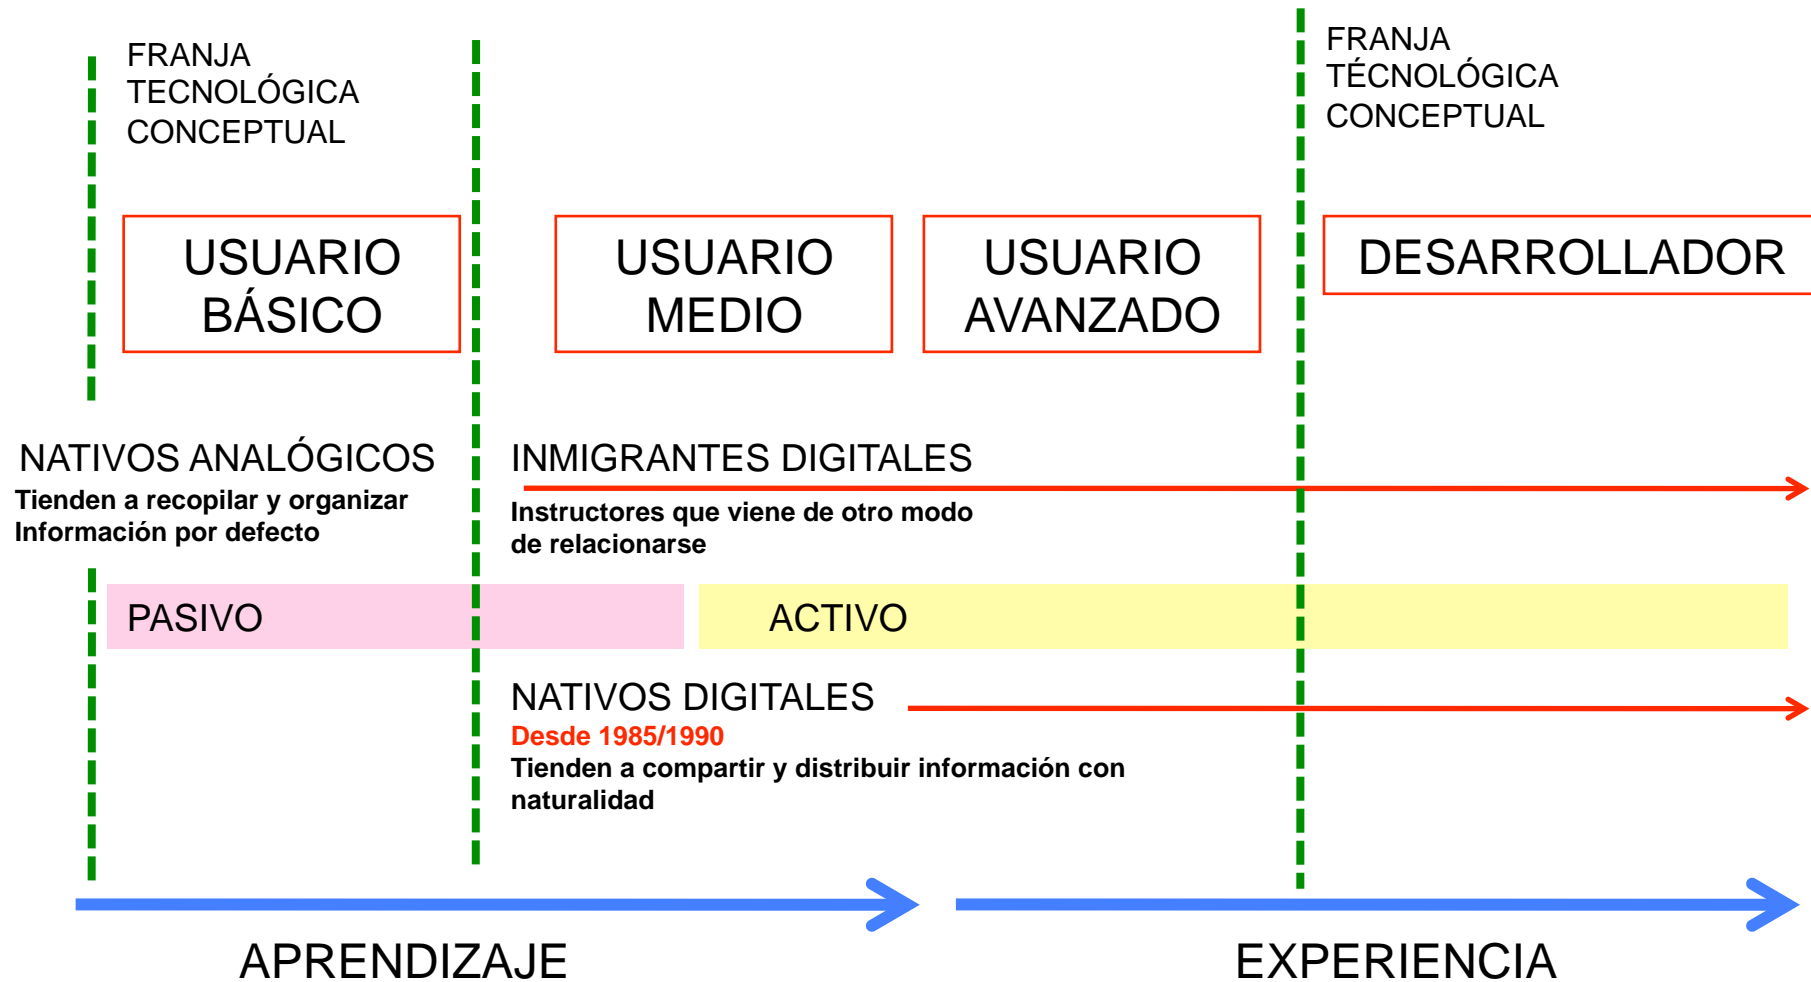 FRANJA
TECNOLÓGICA
CONCEPTUAL
FRANJA
TÉCNOLÓGICA
CONCEPTUAL
USUARIO
BÁSICO
USUARIO
MEDIO
USUARIO
AVANZADO
DESARROLLADOR
NATIVOS ANALÓGICOS
Tienden a recopilar y organizar
Información por defecto
INMIGRANTES DIGITALES
Instructores que viene de otro modo
de relacionarse
PASIVO
ACTIVO
NATIVOS DIGITALES
Desde 1985/1990
Tienden a compartir y distribuir información con
naturalidad
APRENDIZAJE
EXPERIENCIA